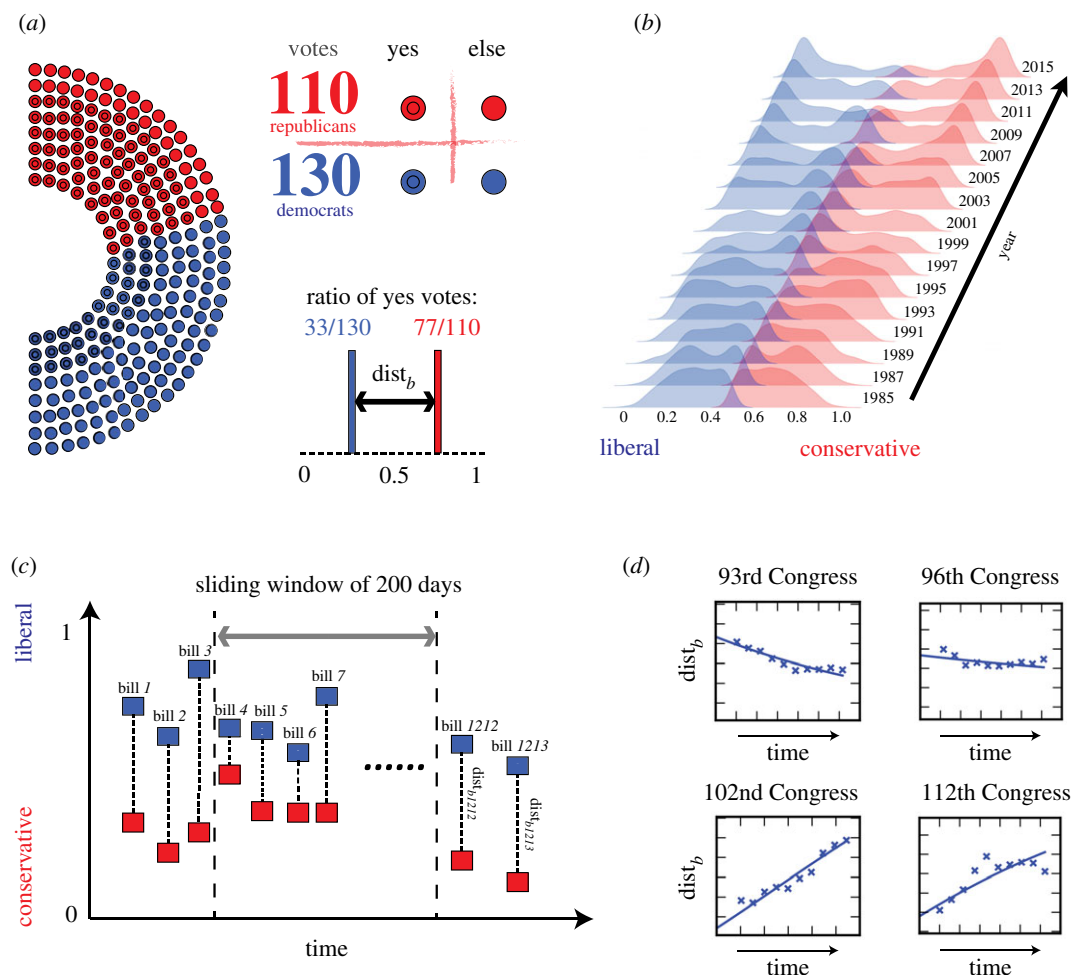 (a)
votes yes else
110
republicans
130
democrats
ratio of yes votes:
33/130 77/110
dist_b
0 0.5 1
(b)
2015
2013
2011
2009
2007
2005
2003
2001
1999
1997
1995
1993
1991
1989
1987
1985
year
0 0.2 0.4 0.6 0.8 1.0
liberal conservative
(c)
sliding window of 200 days
liberal
conservative
1
0
bill 1
bill 2
bill 3
bill 4
bill 5
bill 6
bill 7
bill 1212
bill 1213
dist_b1212
dist_b1213
time
(d)
93rd Congress 96th Congress
dist_b
time time
102nd Congress 112th Congress
dist_b
time time